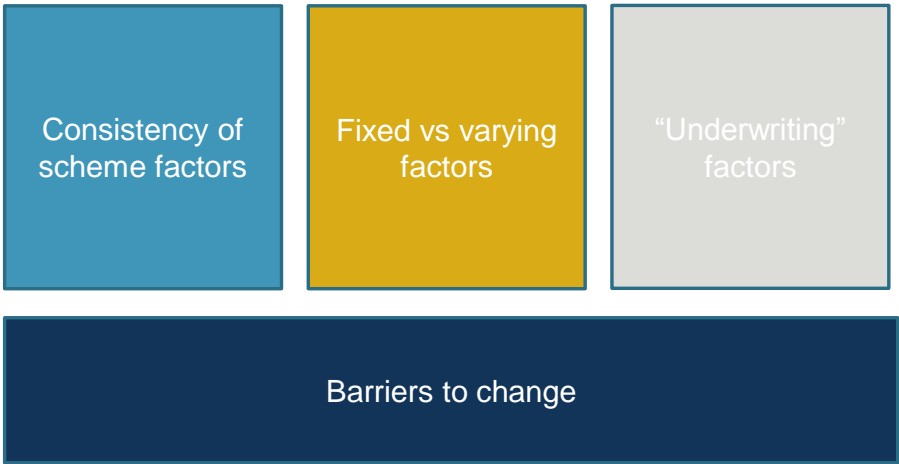 Consistency of
scheme factors
Fixed vs varying
factors
“Underwriting”
factors
Barriers to change